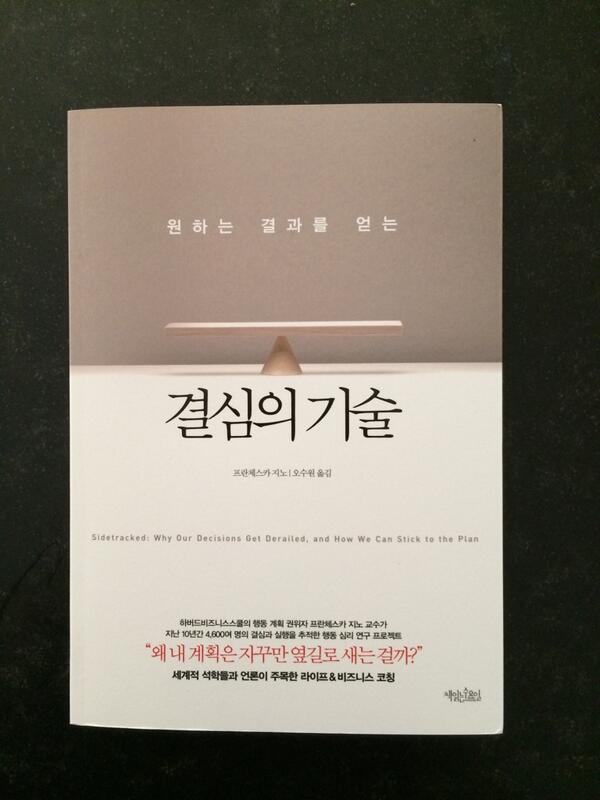 원하는 결과를 얻는
결심의 기술
프란체스카 지노 | 오수원 옮김
Sidetracked: Why Our Decisions Get Derailed, and How We Can Stick to the Plan
하버드비즈니스스쿨의 행동 계획 권위자 프란체스카 지노 교수가
지난 10년간 4,600여 명의 결심과 실행을 추적한 행동 심리 연구 프로젝트
“왜 내 계획은 자꾸만 옆길로 새는 걸까?”
세계적 석학들과 언론이 주목한 라이프 & 비즈니스 코칭
책읽는수요일